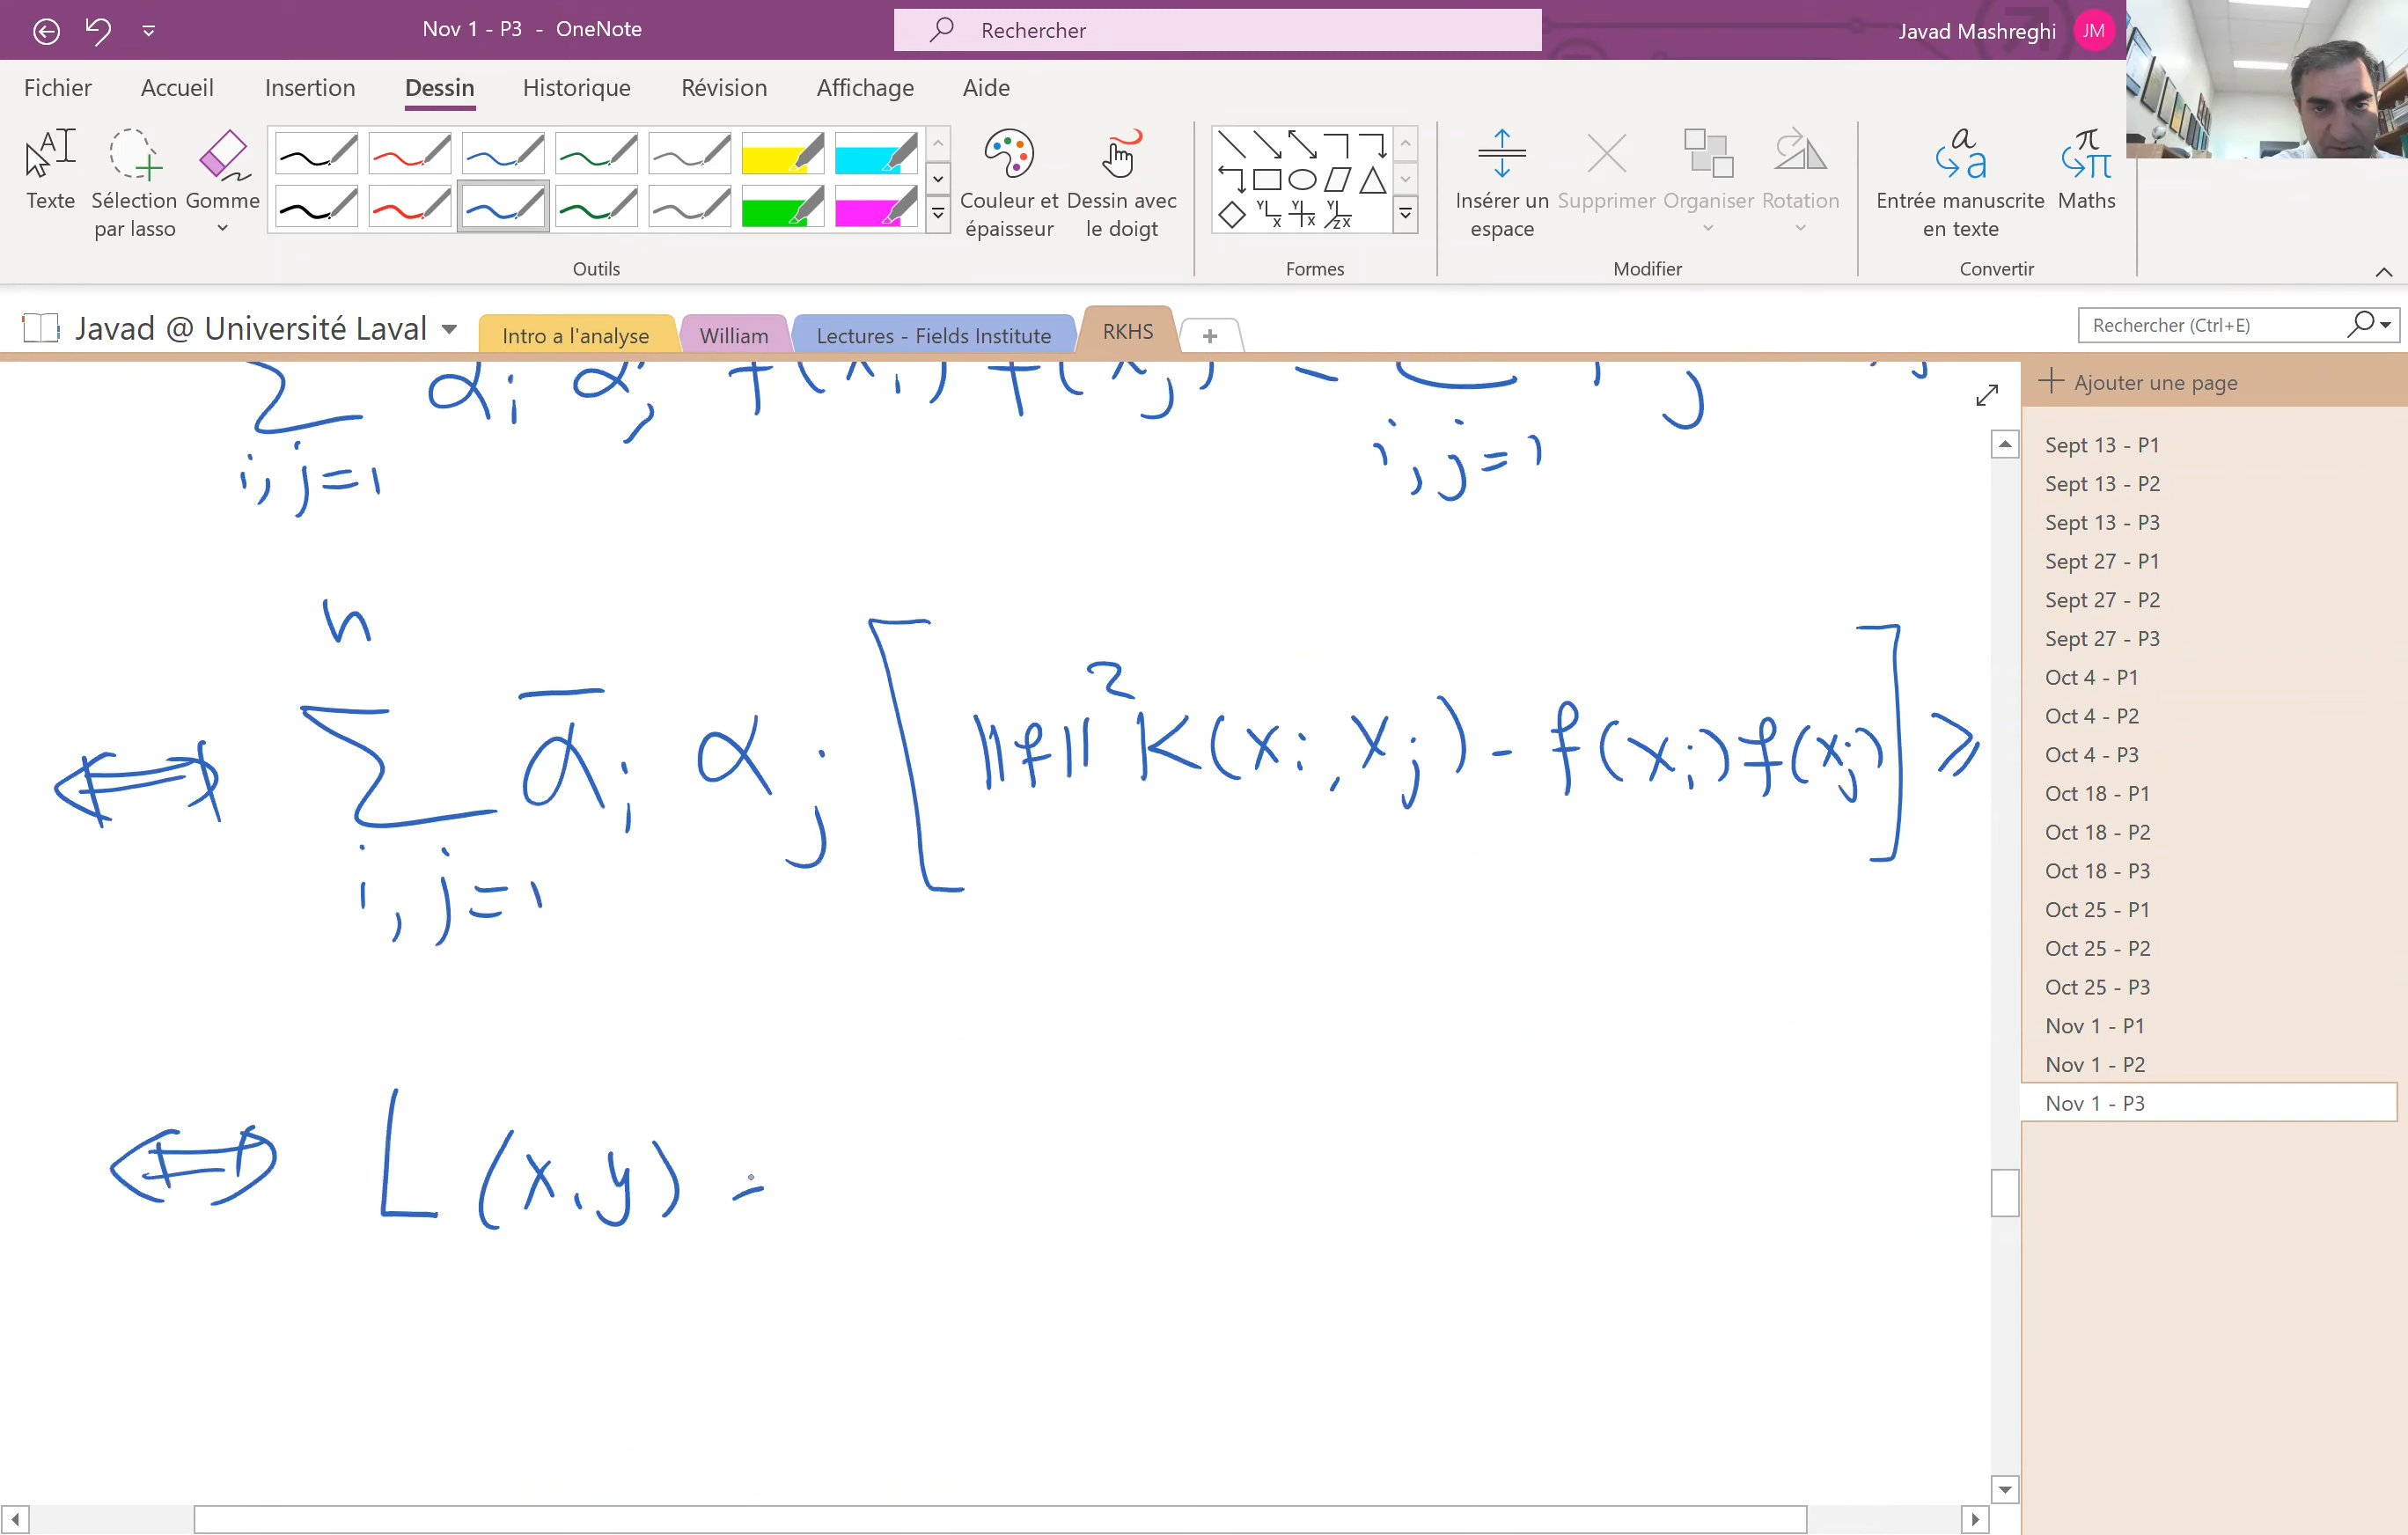 Nov 1 - P3 - OneNote
Rechercher
Javad Mashreghi
JM
Fichier
Accueil
Insertion
Dessin
Historique
Révision
Affichage
Aide
Texte
Sélection par lasso
Gomme
Couleur et épaisseur
Dessin avec le doigt
Insérer un espace
Supprimer
Organiser
Rotation
Entrée manuscrite en texte
Maths
Outils
Formes
Modifier
Convertir
Javad @ Université Laval
Intro a l'analyse
William
Lectures - Fields Institute
RKHS
Rechercher (Ctrl+E)
i, j=1
i, j=1
n
⟺ Σ ᾱi αj [ ‖f‖² K(xi, xj) - f(xi) f(xj) ] ≥
i, j=1
⟺ L(x,y) =
Ajouter une page
Sept 13 - P1
Sept 13 - P2
Sept 13 - P3
Sept 27 - P1
Sept 27 - P2
Sept 27 - P3
Oct 4 - P1
Oct 4 - P2
Oct 4 - P3
Oct 18 - P1
Oct 18 - P2
Oct 18 - P3
Oct 25 - P1
Oct 25 - P2
Oct 25 - P3
Nov 1 - P1
Nov 1 - P2
Nov 1 - P3